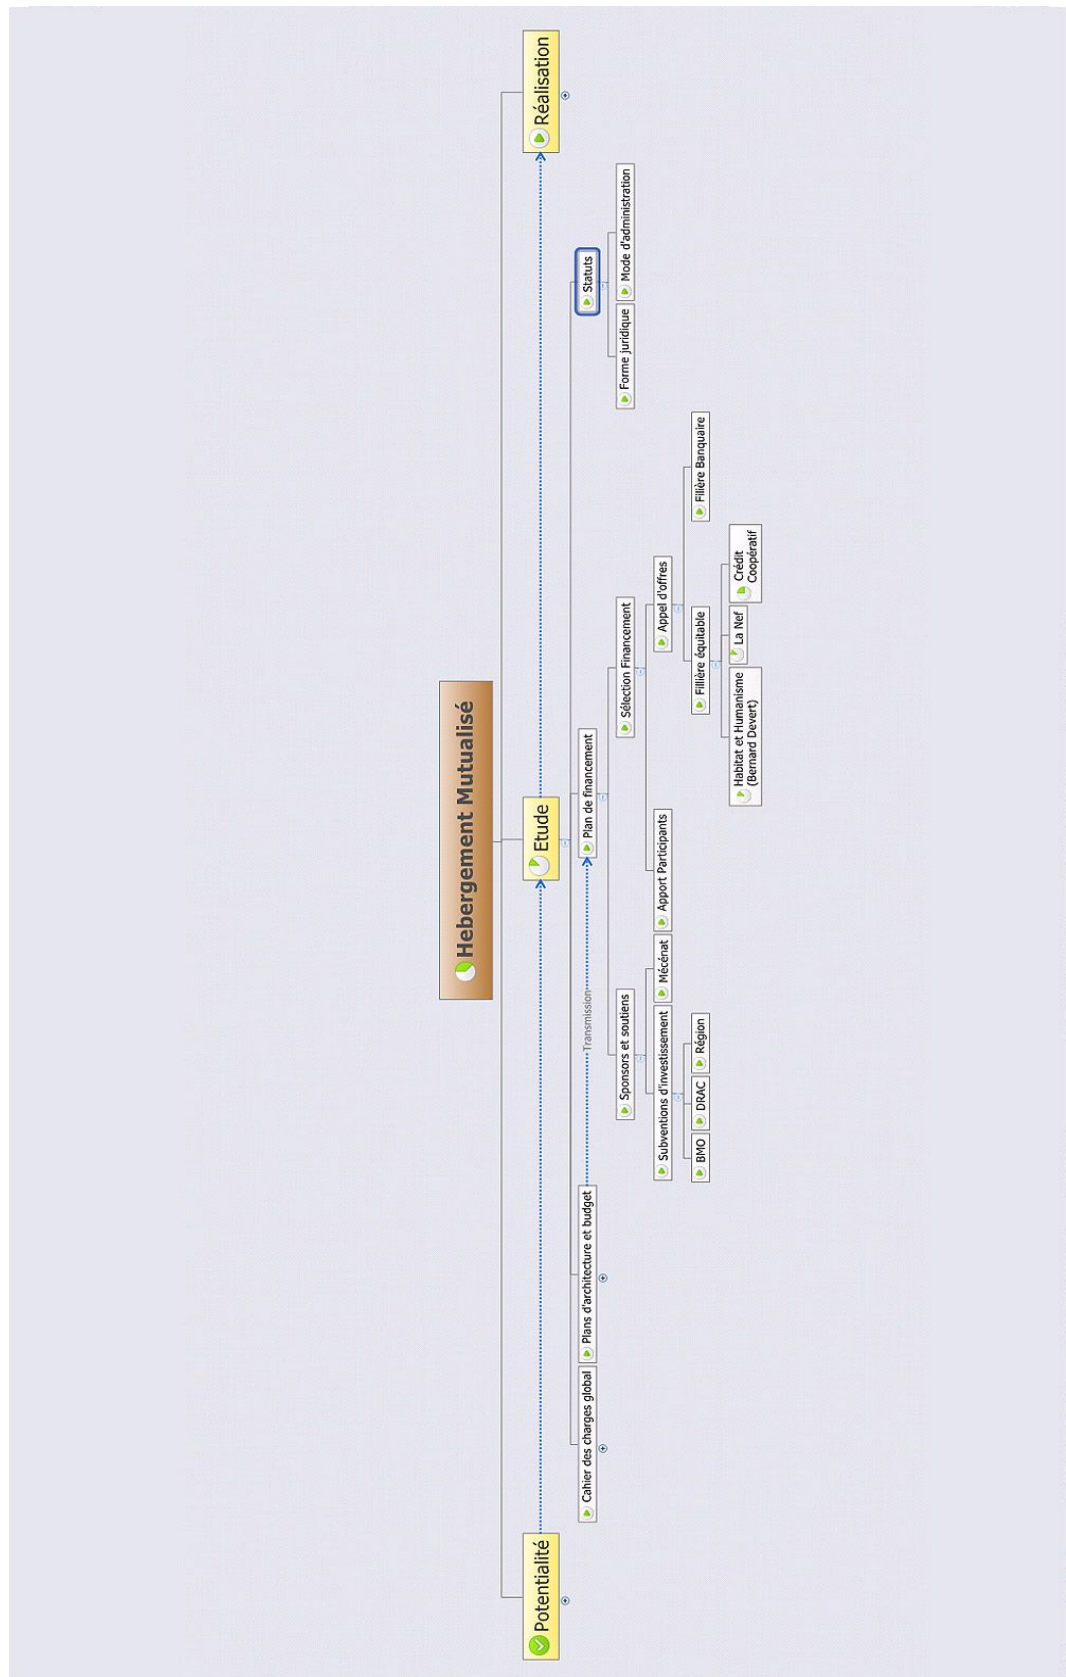 Hebergement Mutualisé
Potentialité
Etude
Réalisation
Cahier des charges global
Plans d'architecture et budget
Transmission
Plan de financement
Statuts
Sponsors et soutiens
Sélection Financement
Forme juridique
Mode d'administration
Subventions d'investissement
Mécénat
Apport Participants
Appel d'offres
BMO
DRAC
Région
Fillière équitable
Filière Banquaire
Habitat et Humanisme
(Bernard Devert)
La Nef
Crédit
Coopératif